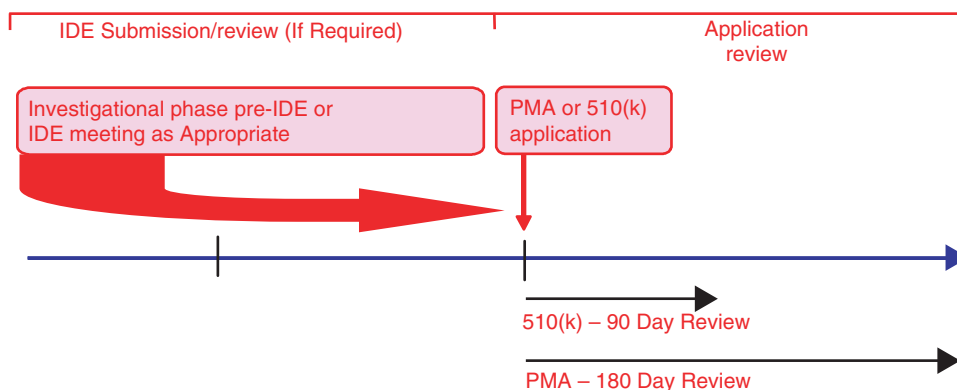 IDE Submission/review (If Required)
Application
review
Investigational phase pre-IDE or
IDE meeting as Appropriate
PMA or 510(k)
application
510(k) – 90 Day Review
PMA – 180 Day Review